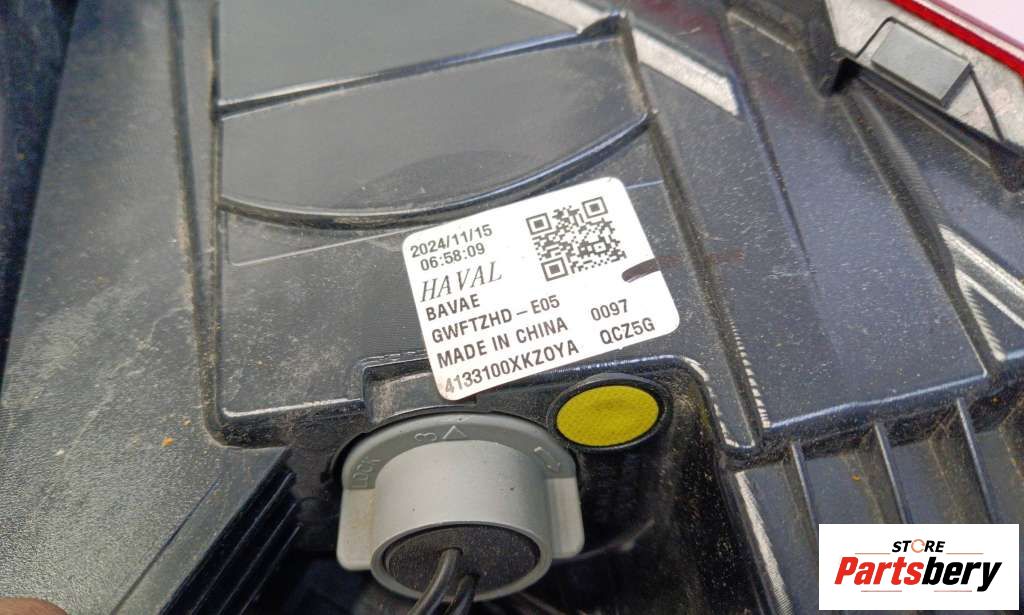 2024/11/15
06:58:09
HAVAL
BAVAE
GWFTZHD-E05 0097
MADE IN CHINA QCZ5G
4133100XKZ0YA
LOCK 3
STORE
Partsbery